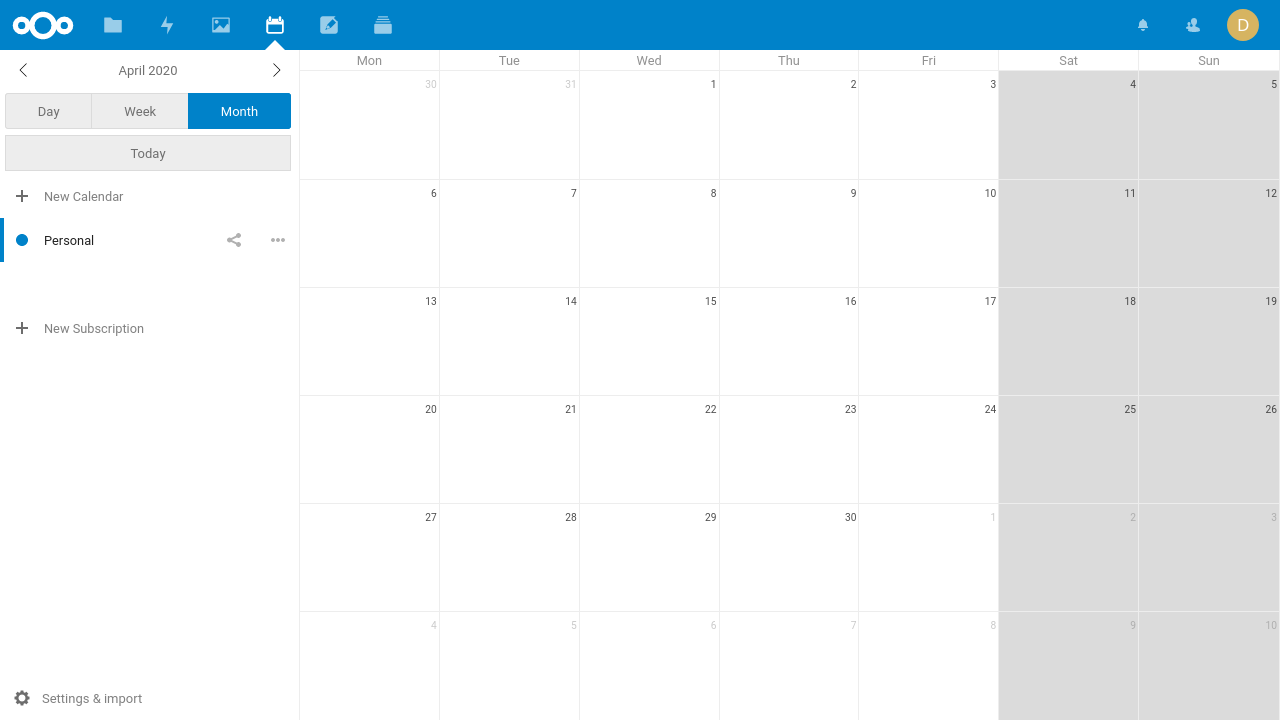 D
April 2020
Day Week Month
Today
New Calendar
Personal
New Subscription
Settings & import
Mon Tue Wed Thu Fri Sat Sun
30 31 1 2 3 4 5
6 7 8 9 10 11 12
13 14 15 16 17 18 19
20 21 22 23 24 25 26
27 28 29 30 1 2 3
4 5 6 7 8 9 10